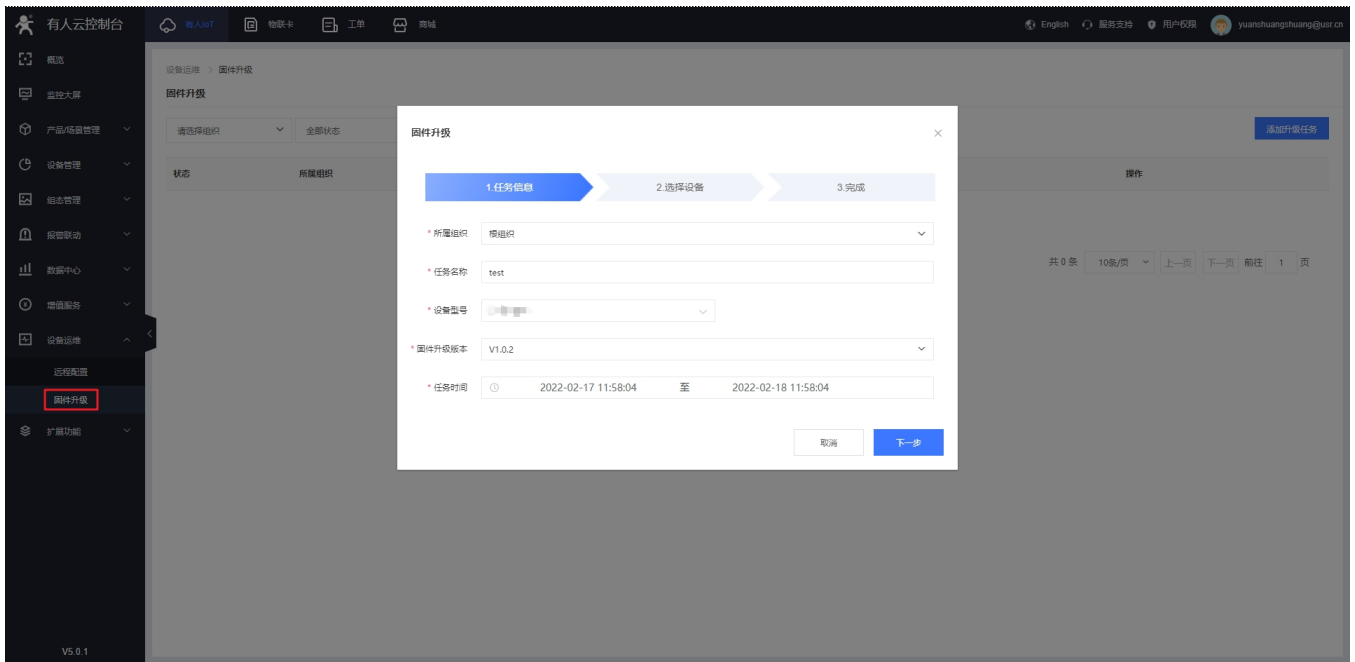 有人云控制台
有人IoT 物联卡 工单 商城
English 服务支持 用户权限 yuanshuangshuang@usr.cn
概览
监控大屏
产品/场景管理
设备管理
组态管理
报警联动
数据中心
增值服务
设备运维
远程配置
固件升级
扩展功能
V5.0.1
设备运维 > 固件升级
固件升级
请选择组织 全部状态
添加升级任务
状态 所属组织 操作
共 0 条 10条/页 上一页 下一页 前往 1 页
固件升级
1.任务信息 2.选择设备 3.完成
* 所属组织 根组织
* 任务名称 test
* 设备型号
* 固件升级版本 V1.0.2
* 任务时间 2022-02-17 11:58:04 至 2022-02-18 11:58:04
取消 下一步